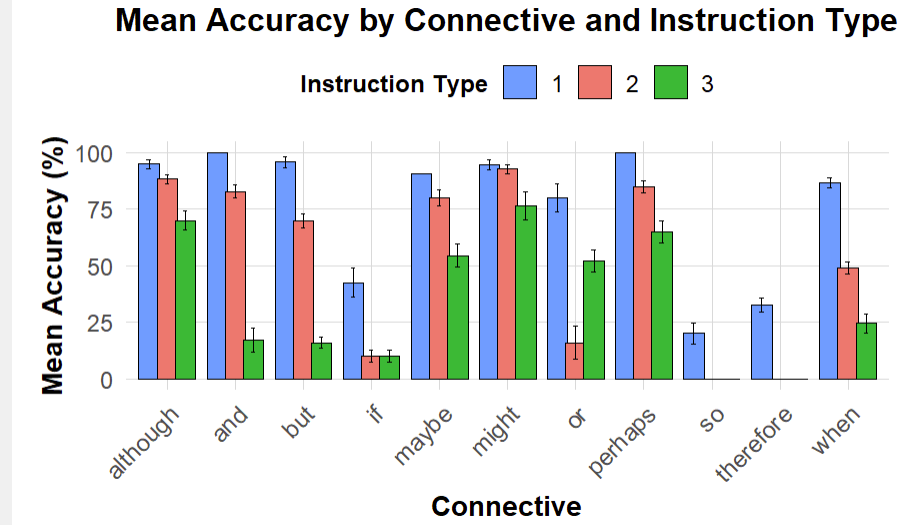 Mean Accuracy by Connective and Instruction Type
Instruction Type 1 2 3
Mean Accuracy (%)
100
75
50
25
0
although and but if maybe might or perhaps so therefore when
Connective